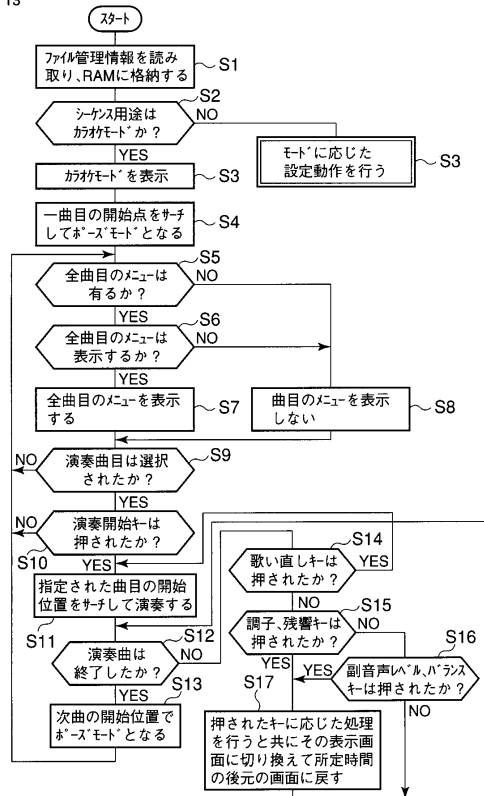 スタート
ファイル管理情報を読み
取り、RAMに格納する
S1
シーケンス用途は
カラオケモードか？
S2
NO
YES
モードに応じた
設定動作を行う
S3
カラオケモードを表示
S3
一曲目の開始点をサーチ
してポーズモードとなる
S4
全曲目のメニューは
有るか？
S5
NO
YES
全曲目のメニューは
表示するか？
S6
NO
YES
全曲目のメニューを表示
する
S7
曲目のメニューを表示
しない
S8
演奏曲目は選択
されたか？
S9
NO
YES
演奏開始キーは
押されたか？
NO
S10
YES
指定された曲目の開始
位置をサーチして演奏する
S11
演奏曲は
終了したか？
S12
NO
YES
次曲の開始位置で
ポーズモードとなる
S13
歌い直しキーは
押されたか？
S14
YES
NO
調子、残響キーは
押されたか？
S15
NO
YES
副音声レベル、バランス
キーは押されたか？
S16
YES
NO
押されたキーに応じた処理
を行うと共にその表示画
面に切り換えて所定時間
の後元の画面に戻す
S17